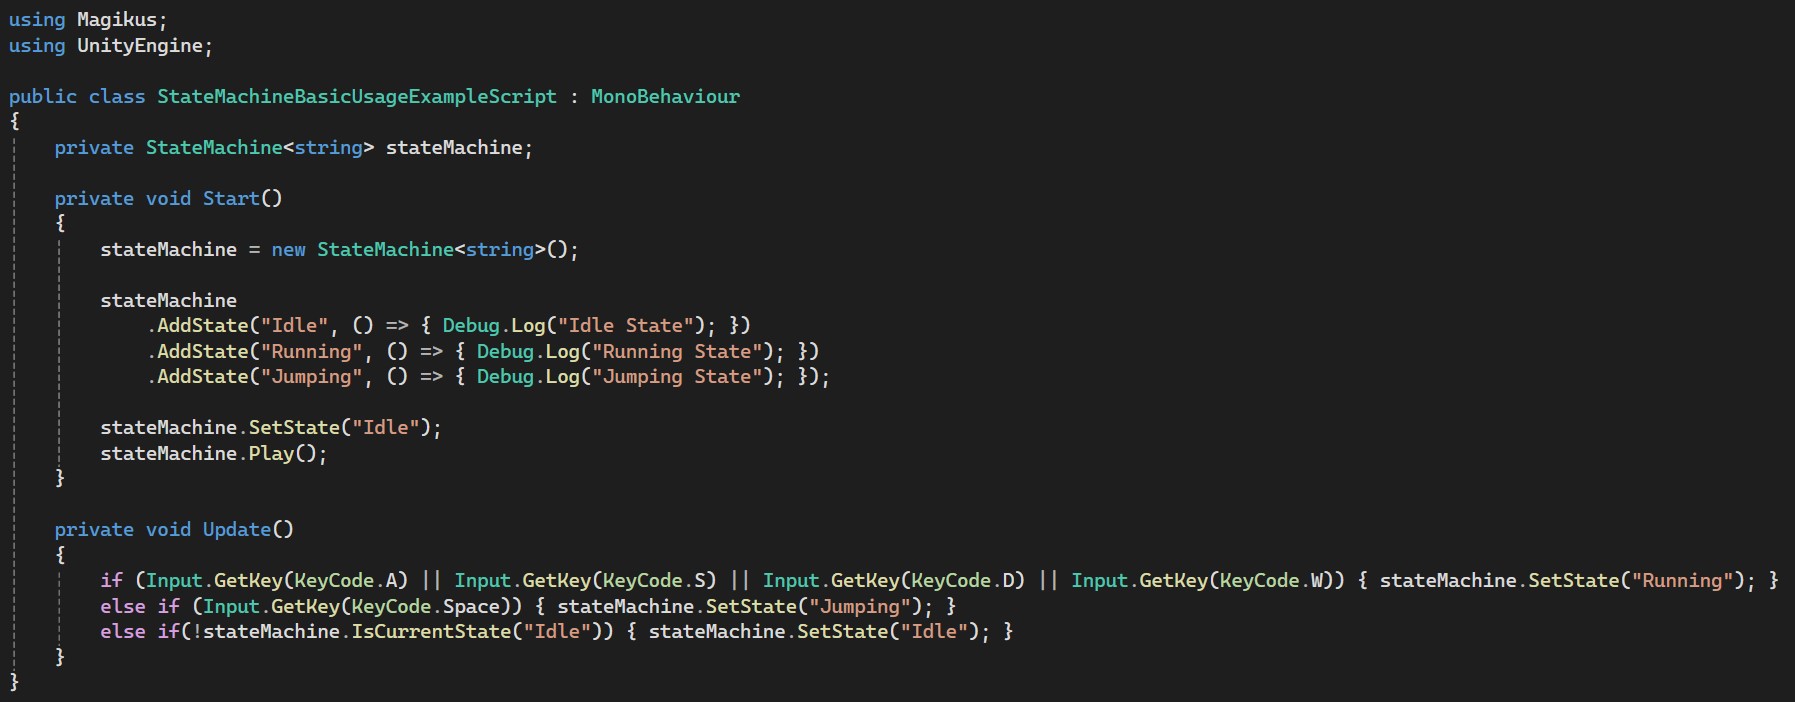 using Magikus;
using UnityEngine;

public class StateMachineBasicUsageExampleScript : MonoBehaviour
{
    private StateMachine<string> stateMachine;

    private void Start()
    {
        stateMachine = new StateMachine<string>();

        stateMachine
            .AddState("Idle", () => { Debug.Log("Idle State"); })
            .AddState("Running", () => { Debug.Log("Running State"); })
            .AddState("Jumping", () => { Debug.Log("Jumping State"); });

        stateMachine.SetState("Idle");
        stateMachine.Play();
    }

    private void Update()
    {
        if (Input.GetKey(KeyCode.A) || Input.GetKey(KeyCode.S) || Input.GetKey(KeyCode.D) || Input.GetKey(KeyCode.W)) { stateMachine.SetState("Running"); }
        else if (Input.GetKey(KeyCode.Space)) { stateMachine.SetState("Jumping"); }
        else if(!stateMachine.IsCurrentState("Idle")) { stateMachine.SetState("Idle"); }
    }
}